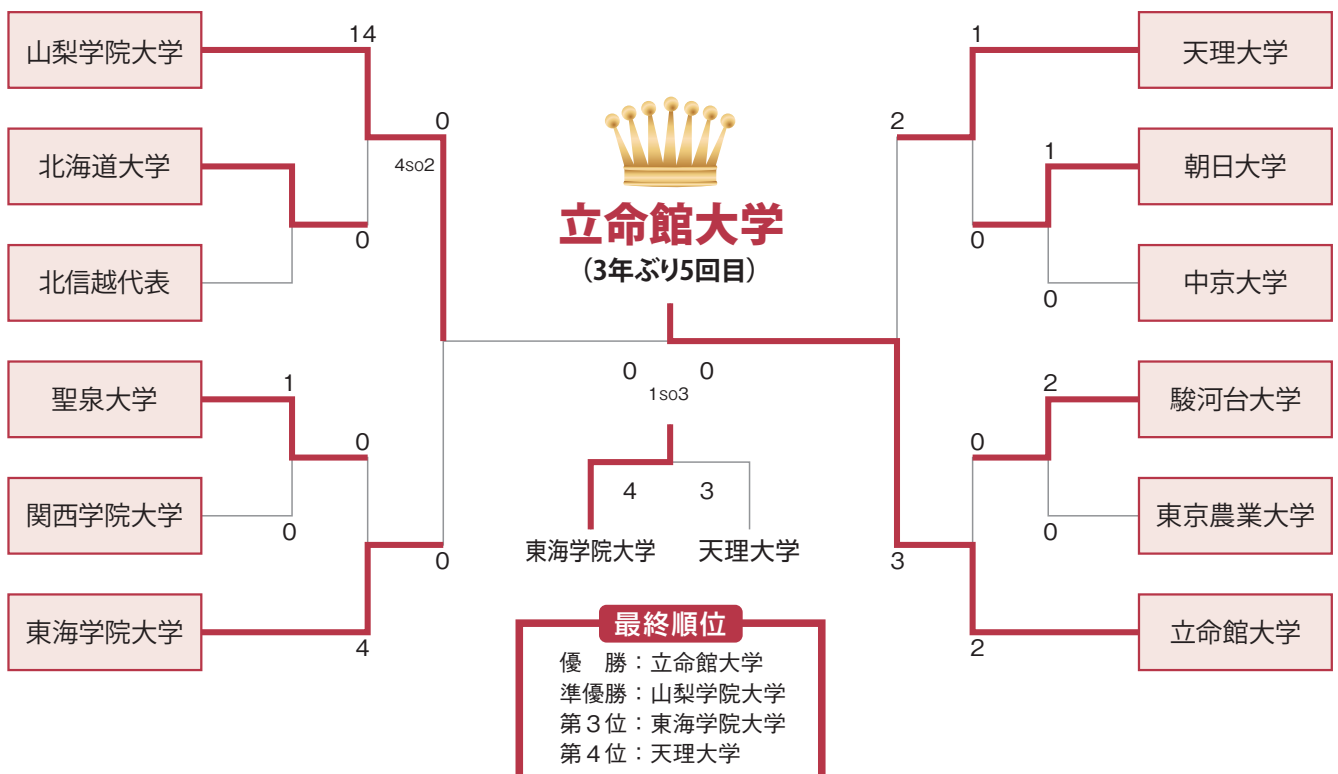 山梨学院大学
14
北海道大学
0
4so2
0
北信越代表
聖泉大学
1
0
関西学院大学
0
0
東海学院大学
4
立命館大学
(3年ぶり5回目)
0 0
1so3
4 3
東海学院大学 天理大学
最終順位
優 勝：立命館大学
準優勝：山梨学院大学
第3位：東海学院大学
第4位：天理大学
1
天理大学
2
1
朝日大学
0
中京大学
0
2
駿河台大学
0
東京農業大学
0
3
立命館大学
2